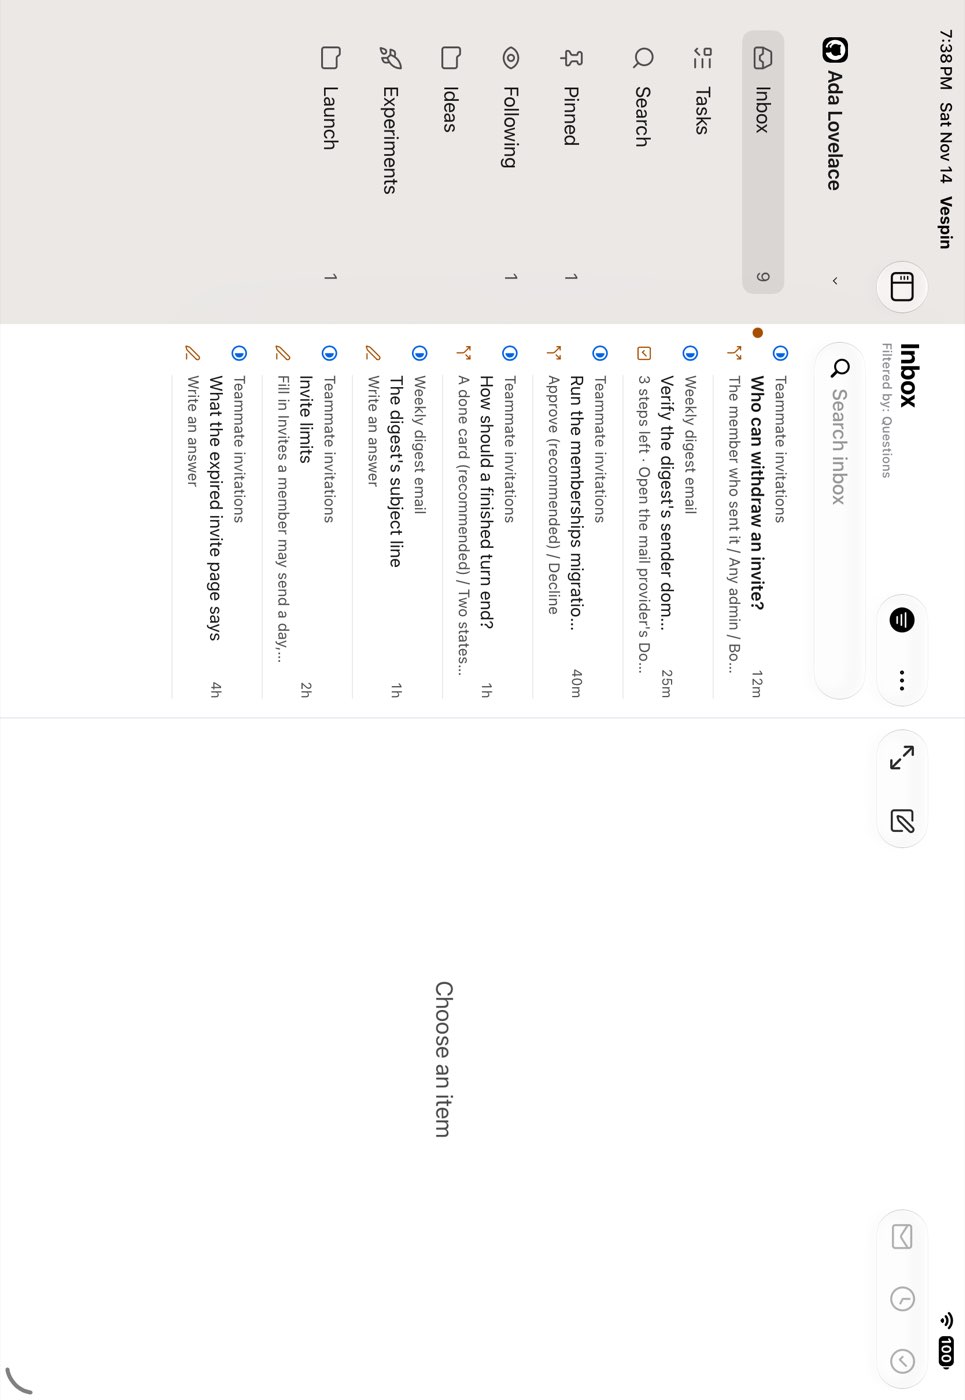 7:38 PM Sat Nov 14 Vespin
100
Ada Lovelace
Inbox 9
Tasks
Search
Pinned 1
Following 1
Ideas
Experiments
Launch 1
Inbox
Filtered by: Questions
Search inbox
Teammate invitations
Who can withdraw an invite? 12m
The member who sent it / Any admin / Bo...
Weekly digest email
Verify the digest's sender dom... 25m
3 steps left · Open the mail provider's Do...
Teammate invitations
Run the memberships migratio... 40m
Approve (recommended) / Decline
Teammate invitations
How should a finished turn end? 1h
A done card (recommended) / Two states...
Weekly digest email
The digest's subject line 1h
Write an answer
Teammate invitations
Invite limits 2h
Fill in Invites a member may send a day,...
Teammate invitations
What the expired invite page says 4h
Write an answer
Choose an item